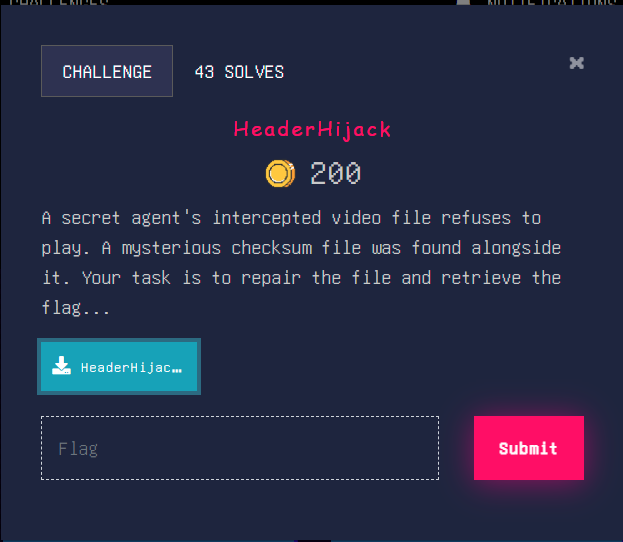 CHALLENGES
NOTIFICATIONS
CHALLENGE
43 SOLVES
×
HeaderHijack
200
A secret agent's intercepted video file refuses to
play. A mysterious checksum file was found alongside
it. Your task is to repair the file and retrieve the
flag...
HeaderHijac…
Flag
Submit